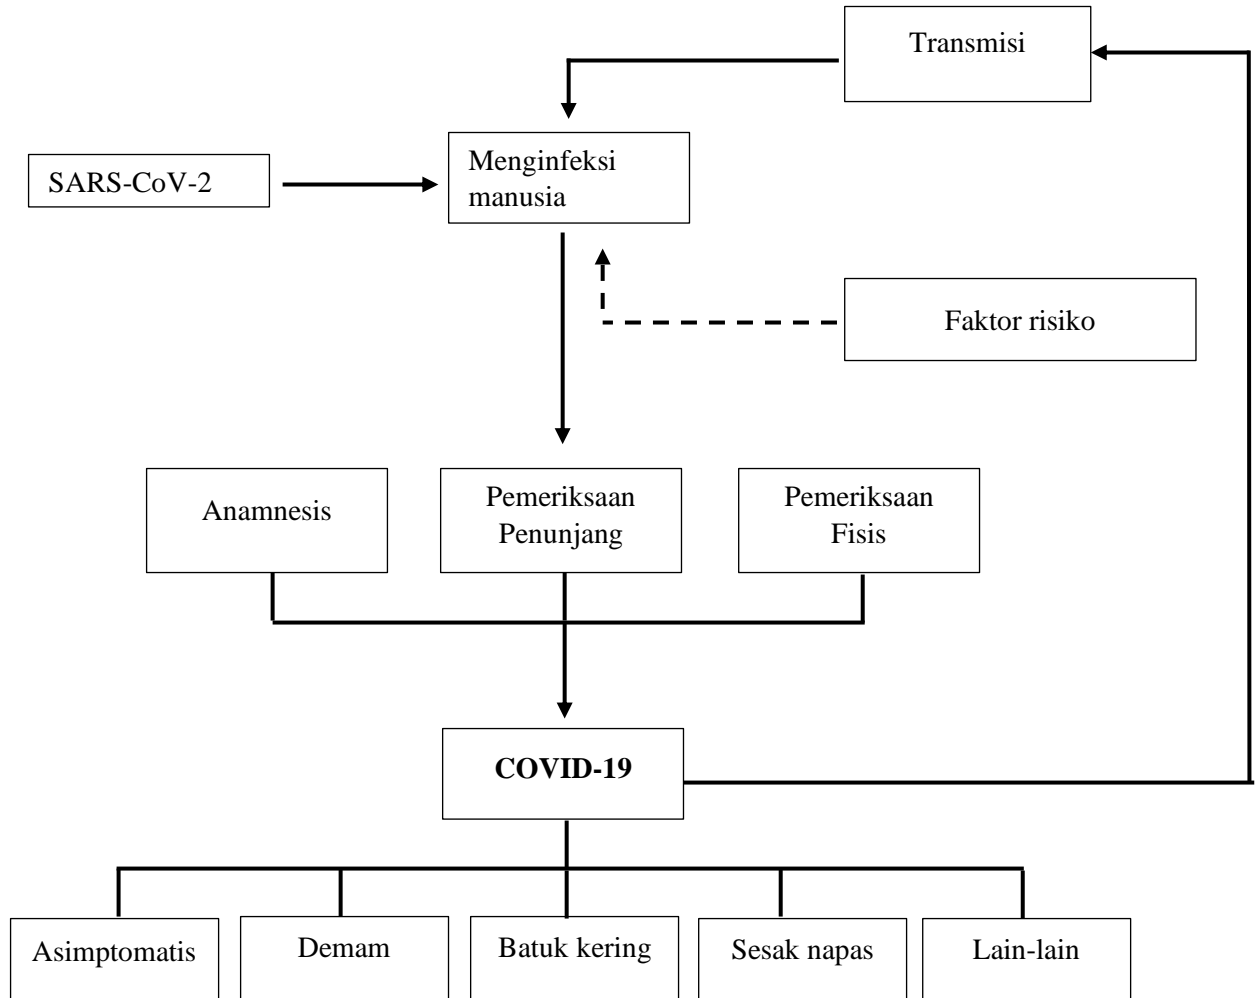 Transmisi
Menginfeksi
manusia
SARS-CoV-2
Faktor risiko
Anamnesis
Pemeriksaan
Penunjang
Pemeriksaan
Fisis
COVID-19
Asimptomatis
Demam
Batuk kering
Sesak napas
Lain-lain